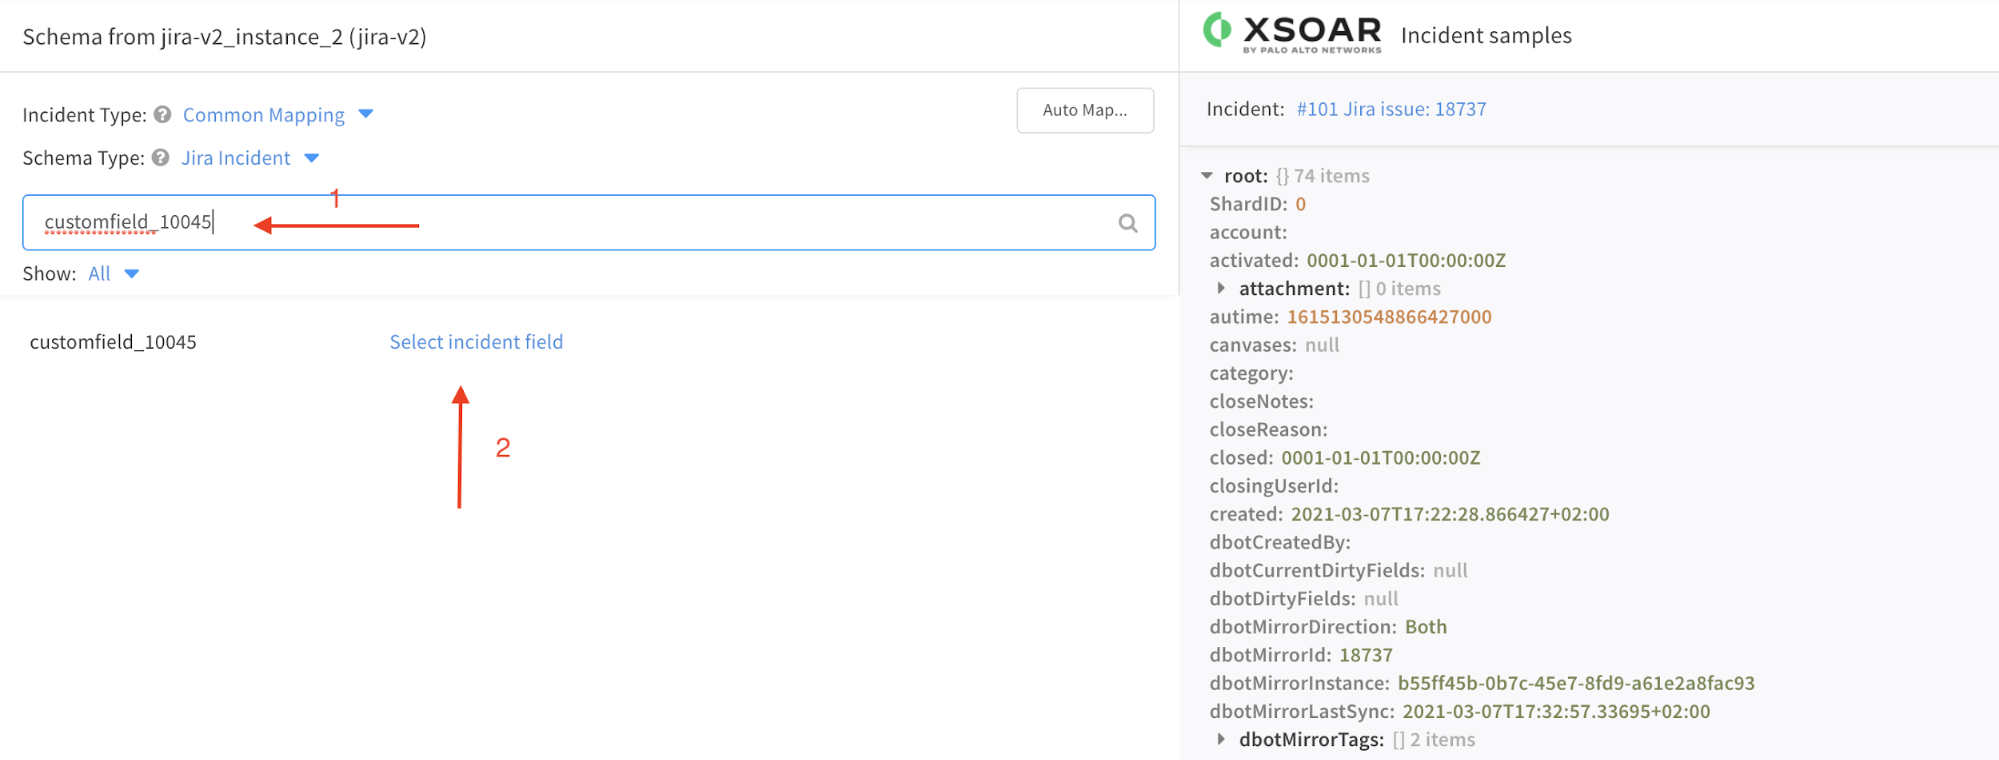 Schema from jira-v2_instance_2 (jira-v2)
Incident Type: ? Common Mapping
Auto Map...
Schema Type: ? Jira Incident
1
customfield_10045
Show: All
customfield_10045 Select incident field
2
XSOAR
BY PALO ALTO NETWORKS
Incident samples
Incident: #101 Jira issue: 18737
root: {} 74 items
ShardID: 0
account:
activated: 0001-01-01T00:00:00Z
attachment: [] 0 items
autime: 1615130548866427000
canvases: null
category:
closeNotes:
closeReason:
closed: 0001-01-01T00:00:00Z
closingUserId:
created: 2021-03-07T17:22:28.866427+02:00
dbotCreatedBy:
dbotCurrentDirtyFields: null
dbotDirtyFields: null
dbotMirrorDirection: Both
dbotMirrorId: 18737
dbotMirrorInstance: b55ff45b-0b7c-45e7-8fd9-a61e2a8fac93
dbotMirrorLastSync: 2021-03-07T17:32:57.33695+02:00
dbotMirrorTags: [] 2 items